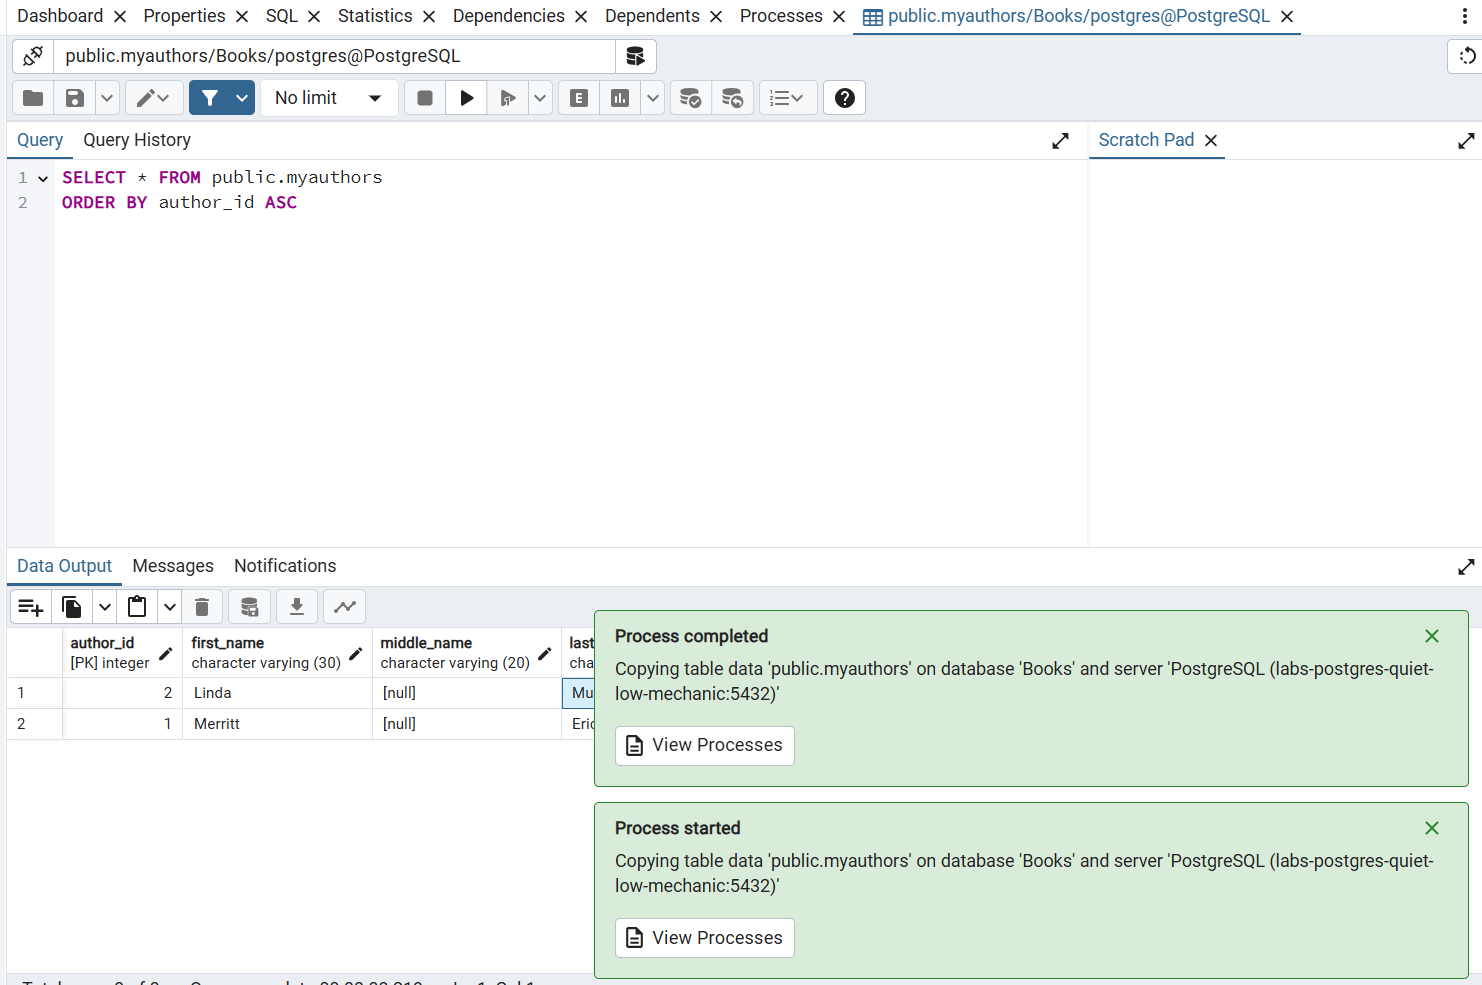 Dashboard Properties SQL Statistics Dependencies Dependents Processes public.myauthors/Books/postgres@PostgreSQL
public.myauthors/Books/postgres@PostgreSQL
No limit
Query Query History Scratch Pad
1 SELECT * FROM public.myauthors
2 ORDER BY author_id ASC
Data Output Messages Notifications
author_id first_name middle_name last
[PK] integer character varying (30) character varying (20) cha
1 2 Linda [null] Mu
2 1 Merritt [null] Eric
Process completed
Copying table data 'public.myauthors' on database 'Books' and server 'PostgreSQL (labs-postgres-quiet-
low-mechanic:5432)'
View Processes
Process started
Copying table data 'public.myauthors' on database 'Books' and server 'PostgreSQL (labs-postgres-quiet-
low-mechanic:5432)'
View Processes